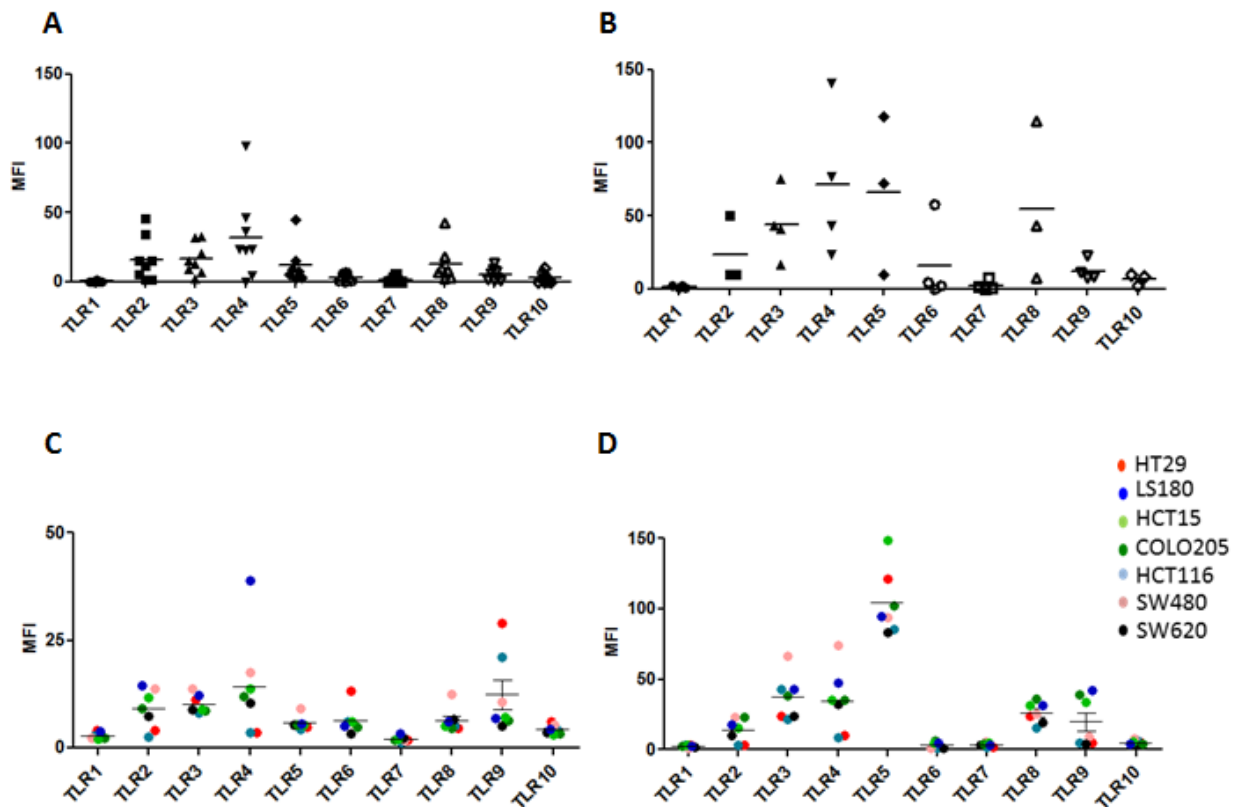 A
MFI
150
100
50
0
TLR1 TLR2 TLR3 TLR4 TLR5 TLR6 TLR7 TLR8 TLR9 TLR10
B
MFI
150
100
50
0
TLR1 TLR2 TLR3 TLR4 TLR5 TLR6 TLR7 TLR8 TLR9 TLR10
C
MFI
50
25
0
TLR1 TLR2 TLR3 TLR4 TLR5 TLR6 TLR7 TLR8 TLR9 TLR10
D
MFI
150
100
50
0
TLR1 TLR2 TLR3 TLR4 TLR5 TLR6 TLR7 TLR8 TLR9 TLR10
HT29
LS180
HCT15
COLO205
HCT116
SW480
SW620